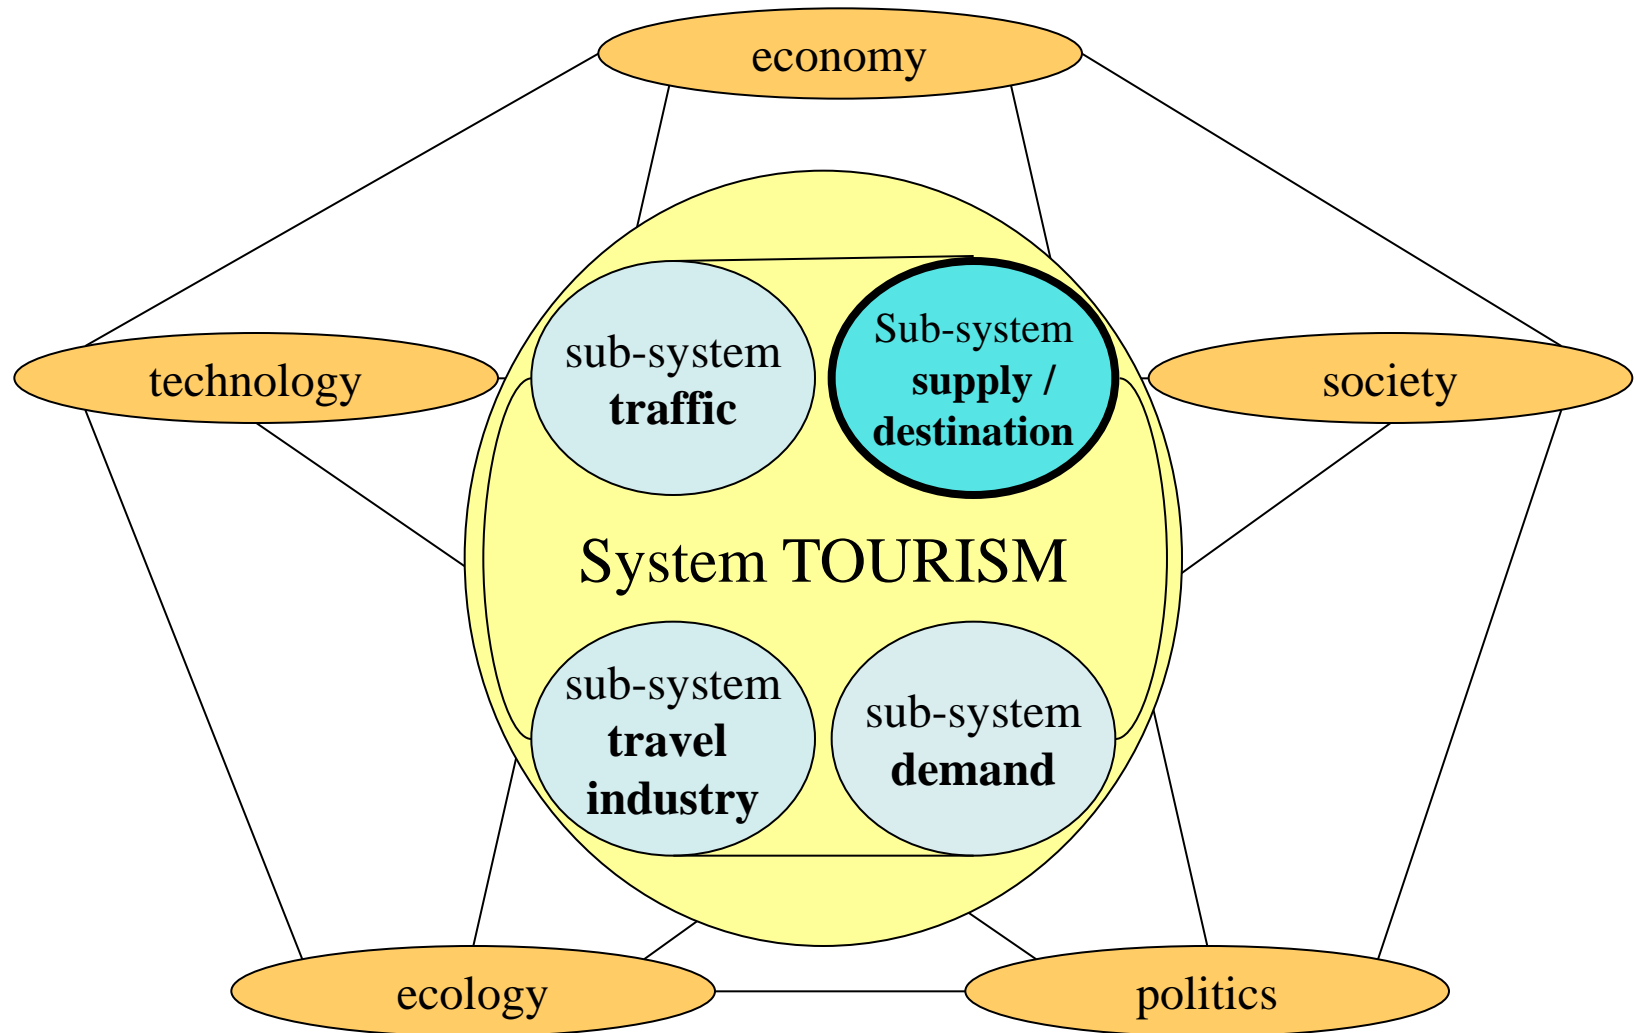 economy
technology
sub-system
traffic
Sub-system
supply /
destination
society
System TOURISM
sub-system
travel
industry
sub-system
demand
ecology
politics